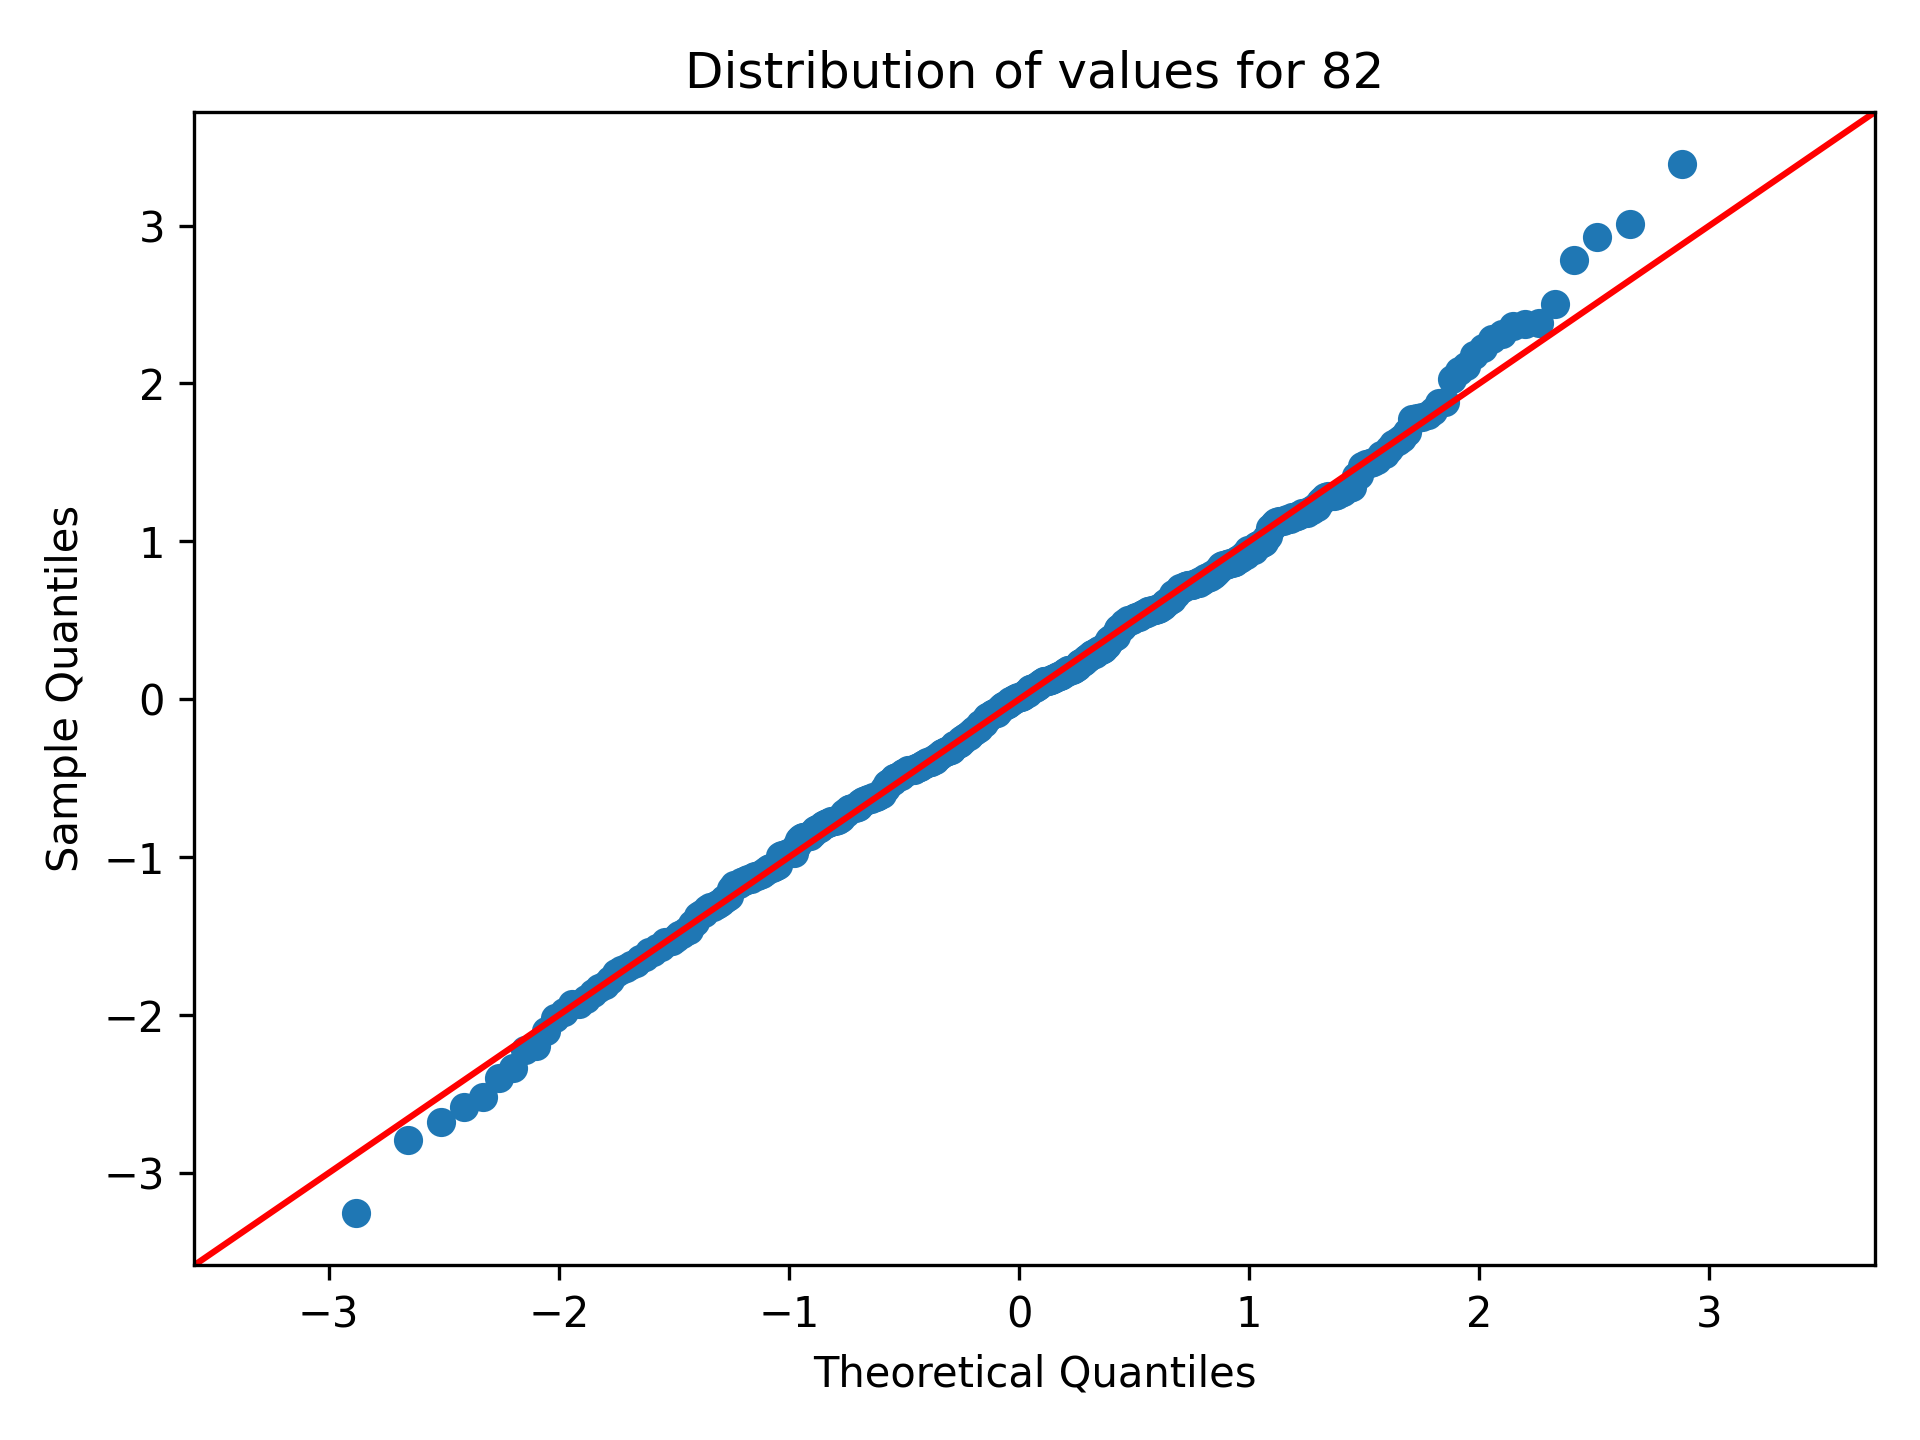 Distribution of values for 82
3
2
1
0
−1
−2
−3
Sample Quantiles
−3 −2 −1 0 1 2 3
Theoretical Quantiles